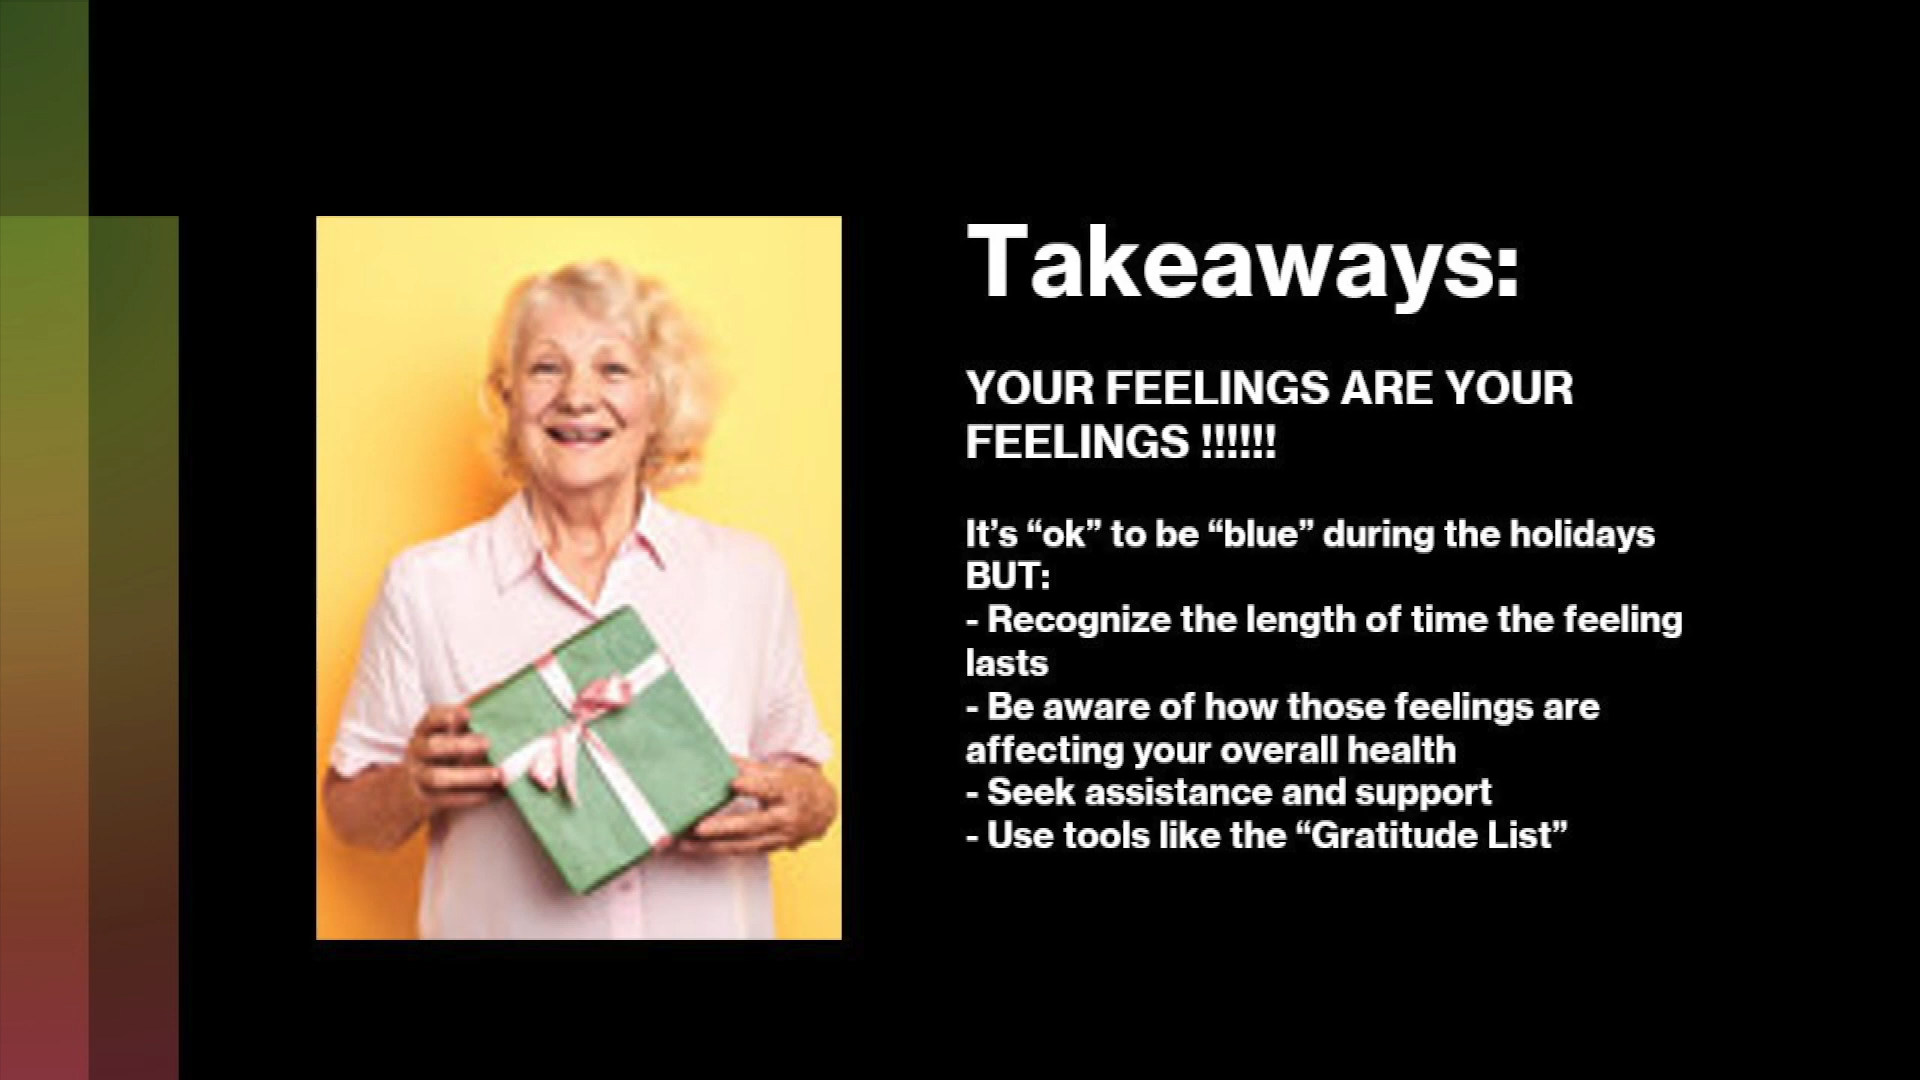 Takeaways:
YOUR FEELINGS ARE YOUR
FEELINGS !!!!!!
It’s “ok” to be “blue” during the holidays
BUT:
- Recognize the length of time the feeling
lasts
- Be aware of how those feelings are
affecting your overall health
- Seek assistance and support
- Use tools like the “Gratitude List”